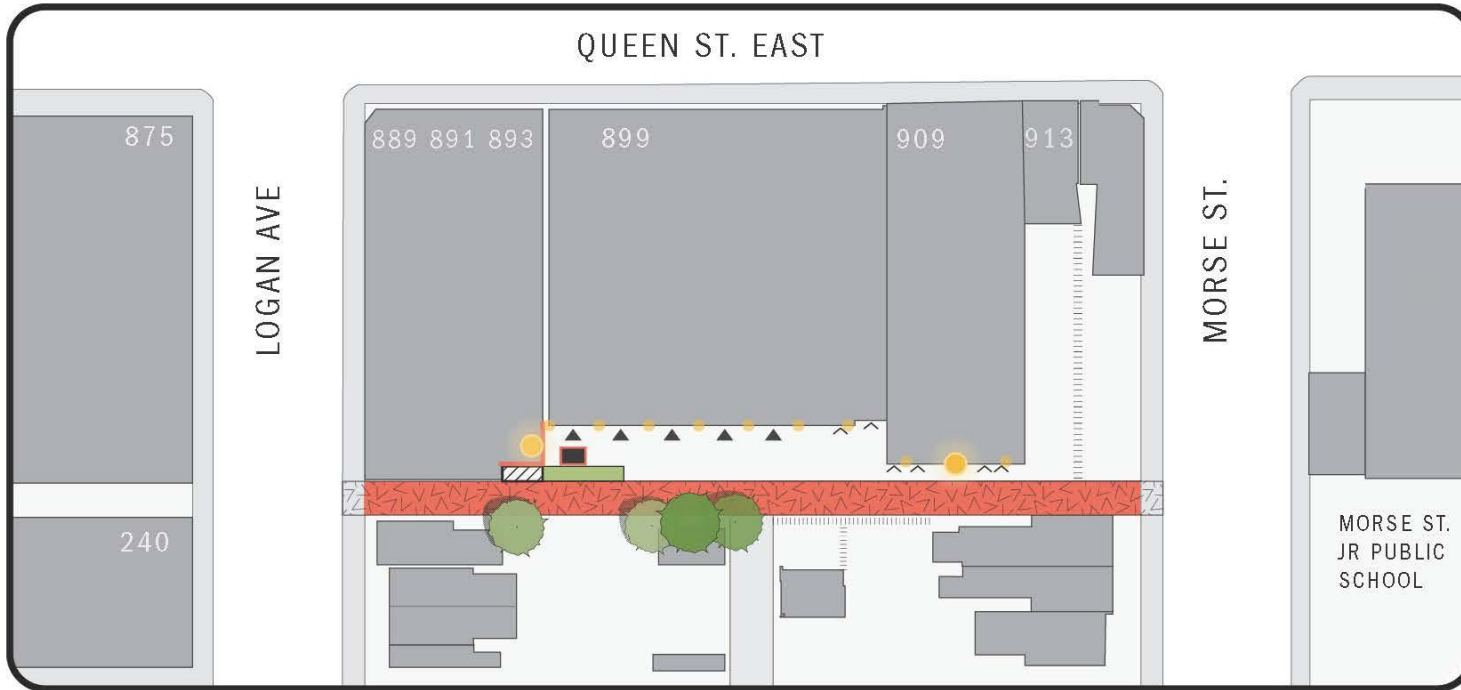 QUEEN ST. EAST
875
889 891 893
899
909
913
LOGAN AVE
MORSE ST.
240
MORSE ST.
JR PUBLIC
SCHOOL